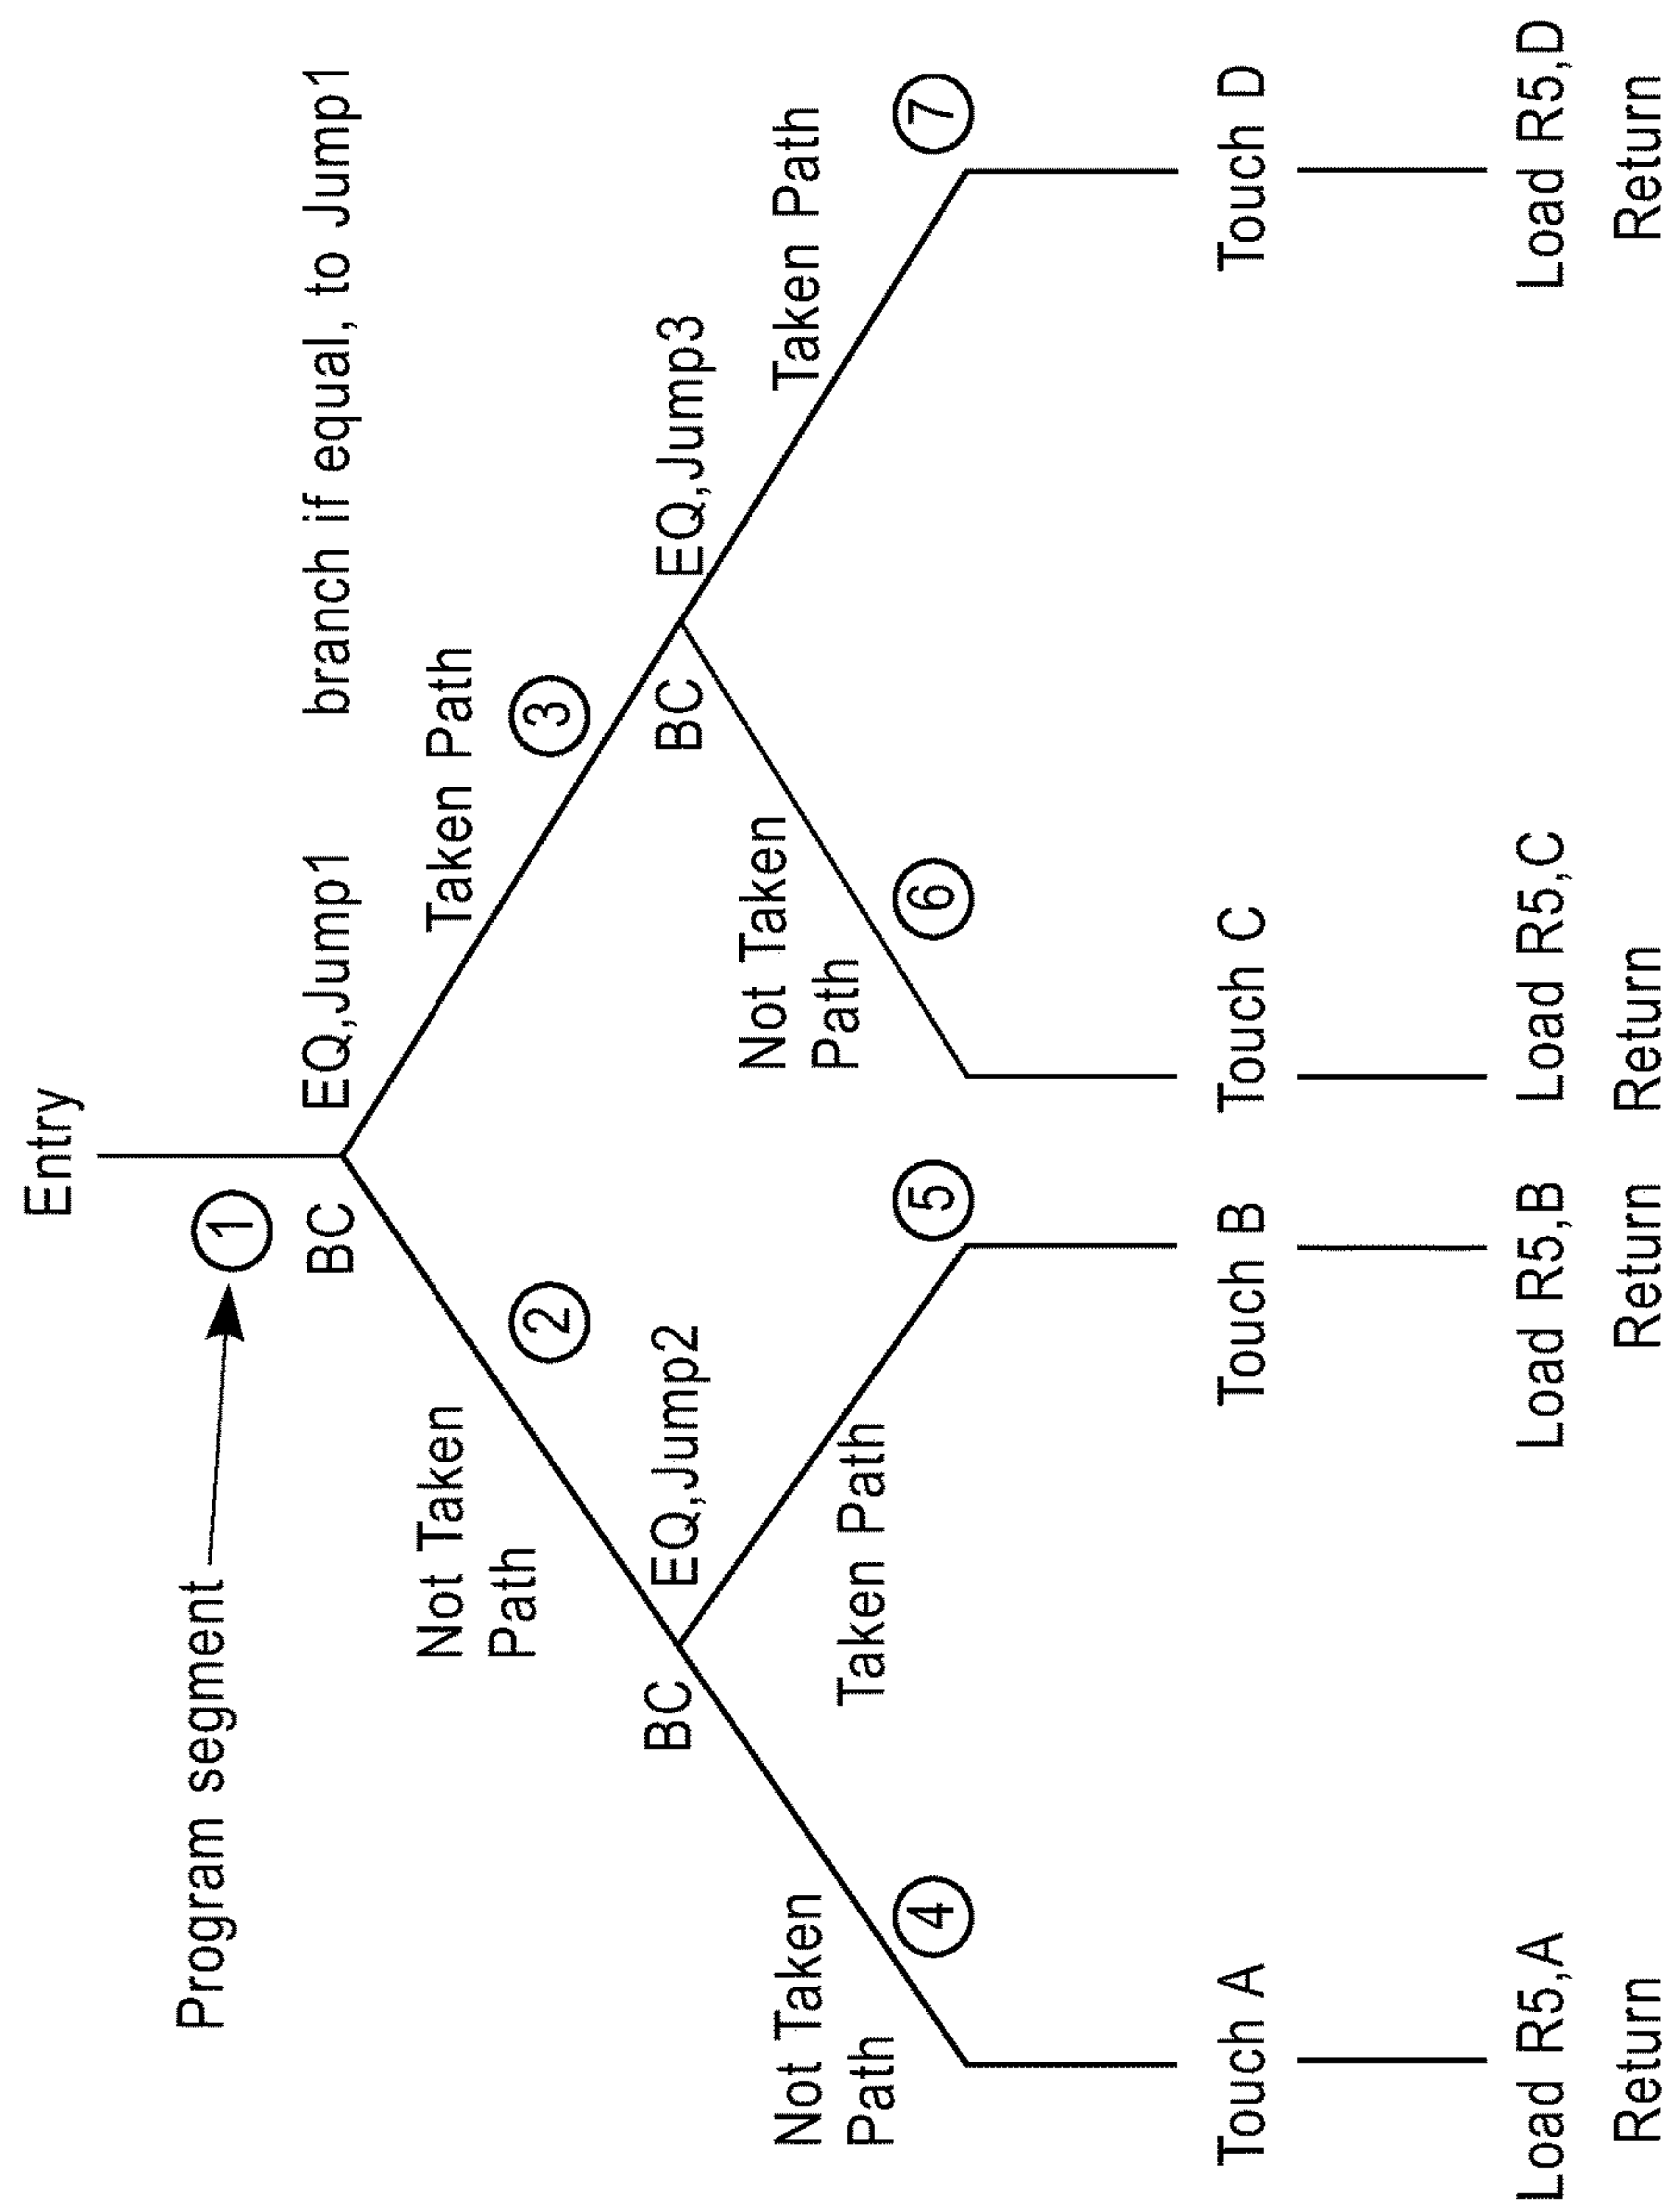 Entry
Program segment
1
BC EQ,Jump1 branch if equal, to Jump1
Not Taken
Path
2
3
Taken Path
BC EQ,Jump2
BC EQ,Jump3
Not Taken
Path
4
Taken Path
5
Not Taken
Path
6
Taken Path
7
Touch A
Touch B
Touch C
Touch D
Load R5,A
Load R5,B
Load R5,C
Load R5,D
Return
Return
Return
Return